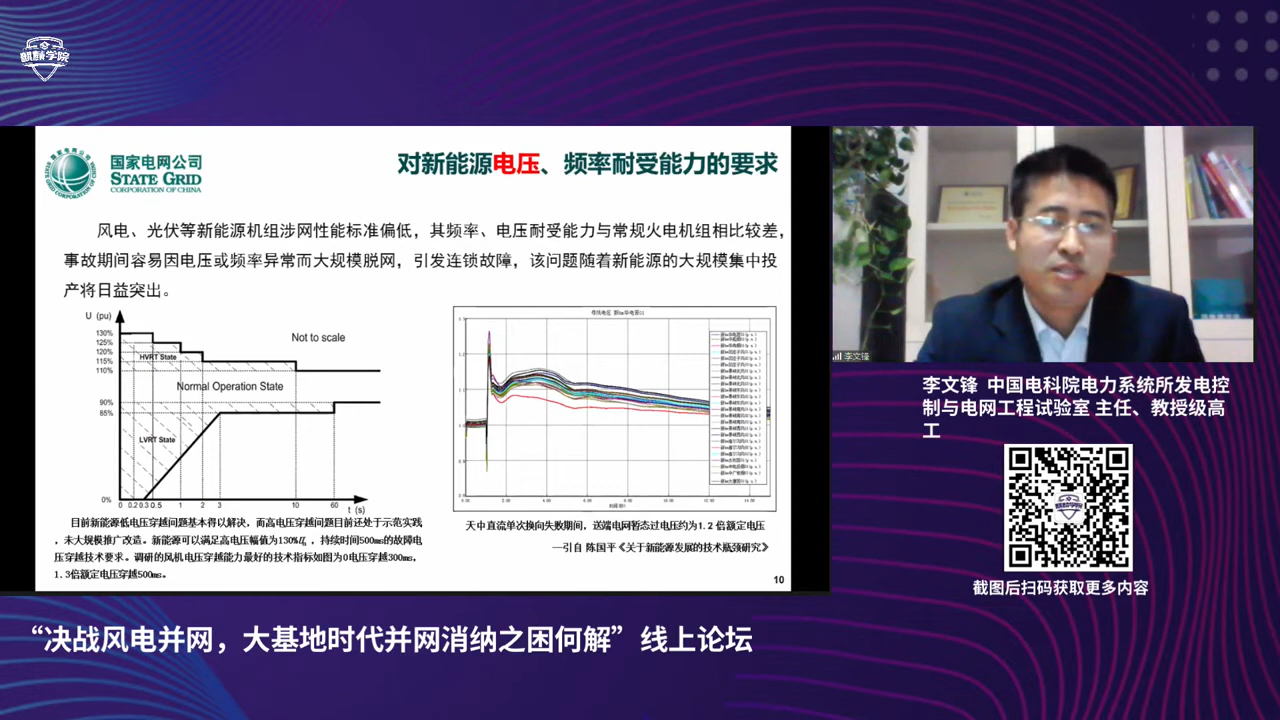 麒麟学院
国家电网公司
STATE GRID
CORPORATION OF CHINA
对新能源电压、频率耐受能力的要求
风电、光伏等新能源机组涉网性能标准偏低，其频率、电压耐受能力与常规火电机组相比较差，
事故期间容易因电压或频率异常而大规模脱网，引发连锁故障，该问题随着新能源的大规模集中投
产将日益突出。
U (pu)
130%
125%
120%
115%
110%
90%
85%
0%
Not to scale
HVRT State
Normal Operation State
LVRT State
0 0.2 0.3 0.5 1 2 3 10 60
t (s)
目前新能源低电压穿越问题基本得以解决，而高电压穿越问题目前还处于示范实践
，未大规模推广改造。新能源可以满足高电压幅值为130%Uₙ，持续时间500ms的故障电
压穿越技术要求。调研的风机电压穿越能力最好的技术指标如图为0电压穿越300ms，
1.3倍额定电压穿越500ms。
0.00 2.00 4.00 6.00 8.00 10.00 12.00 14.00
天中直流单次换向失败期间，送端电网暂态过电压约为1.2 倍额定电压
—引自 陈国平《关于新能源发展的技术瓶颈研究》
10
李文锋
李文锋 中国电科院电力系统所发电控
制与电网工程试验室 主任、教授级高
工
截图后扫码获取更多内容
“决战风电并网，大基地时代并网消纳之困何解”线上论坛